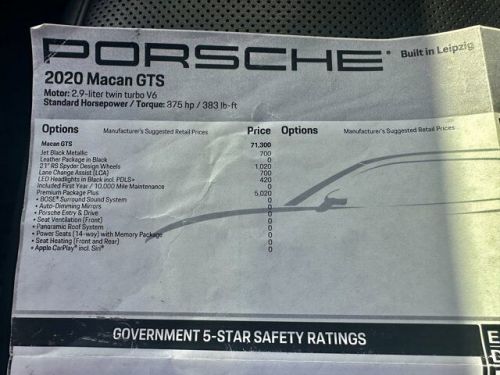 PORSCHE® Built in Leipzig
2020 Macan GTS
Motor: 2.9-liter twin turbo V6
Standard Horsepower / Torque: 375 hp / 383 lb-ft
Options Manufacturer's Suggested Retail Prices Price Options Manufacturer's Suggested Retail Prices
Macan GTS 71,300
Jet Black Metallic 700
Leather Package in Black 0
21" RS Spyder Design Wheels 1,020
Lane Change Assist (LCA) 700
LED Headlights in Black incl. PDLS+ 420
Included First Year / 10,000 Mile Maintenance 0
Premium Package Plus 5,020
• BOSE® Surround Sound System 0
• Auto-Dimming Mirrors 0
• Porsche Entry & Drive 0
• Seat Ventilation (Front) 0
• Panoramic Roof System 0
• Power Seats (14-way) with Memory Package 0
• Seat Heating (Front and Rear) 0
• Apple CarPlay® incl. Siri® 0
GOVERNMENT 5-STAR SAFETY RATINGS